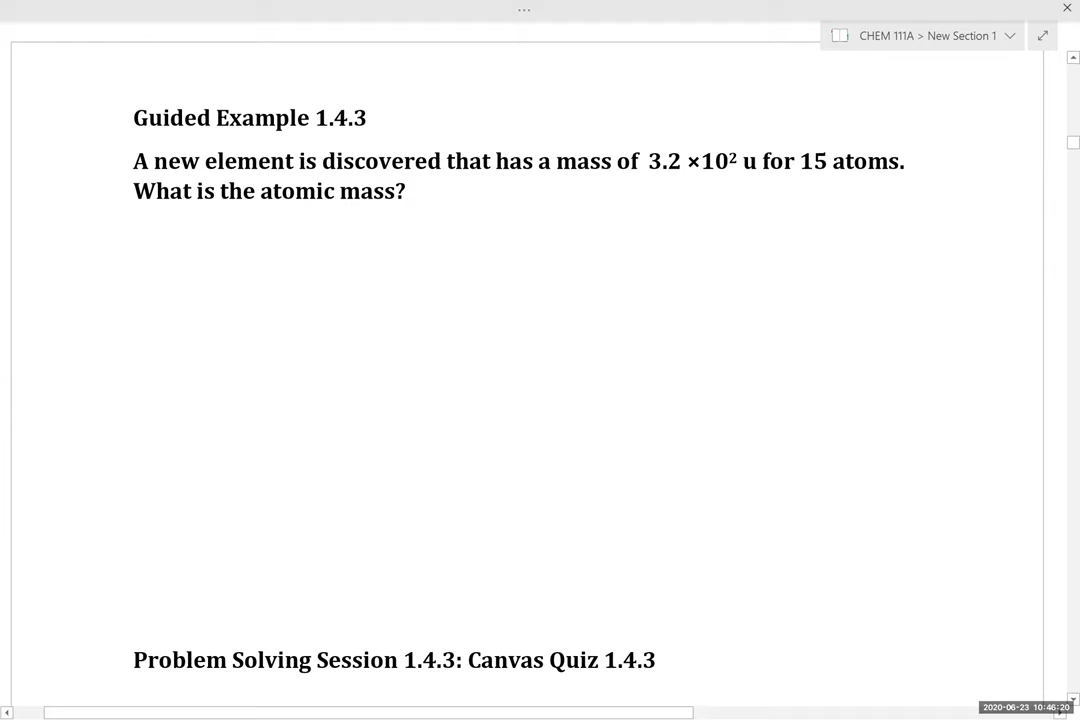 ...
CHEM 111A > New Section 1
Guided Example 1.4.3
A new element is discovered that has a mass of 3.2 ×10² u for 15 atoms.
What is the atomic mass?
Problem Solving Session 1.4.3: Canvas Quiz 1.4.3
2020-06-23 10:46:20